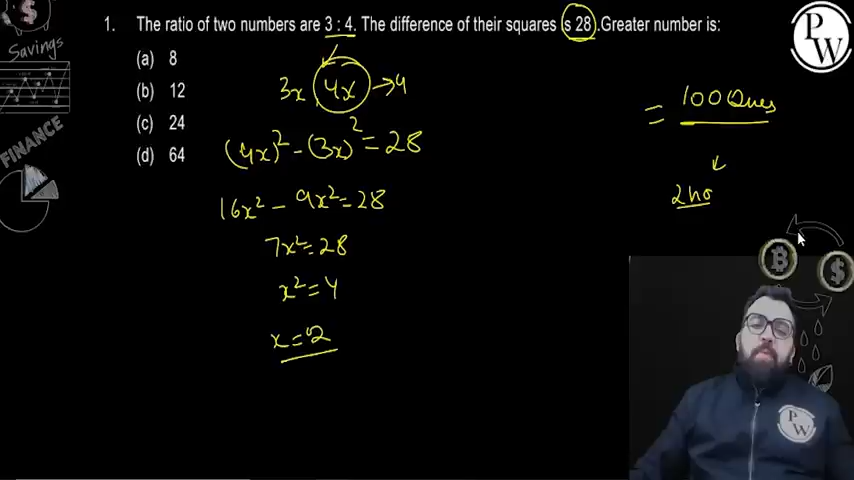 1. The ratio of two numbers are 3 : 4. The difference of their squares is 28. Greater number is:
(a) 8
(b) 12
(c) 24
(d) 64
3x 4x → 4
(4x)² - (3x)² = 28
16x² - 9x² = 28
7x² = 28
x² = 4
x = 2
= 100 Ques
2 hr
Savings
FINANCE
P
W
P
W